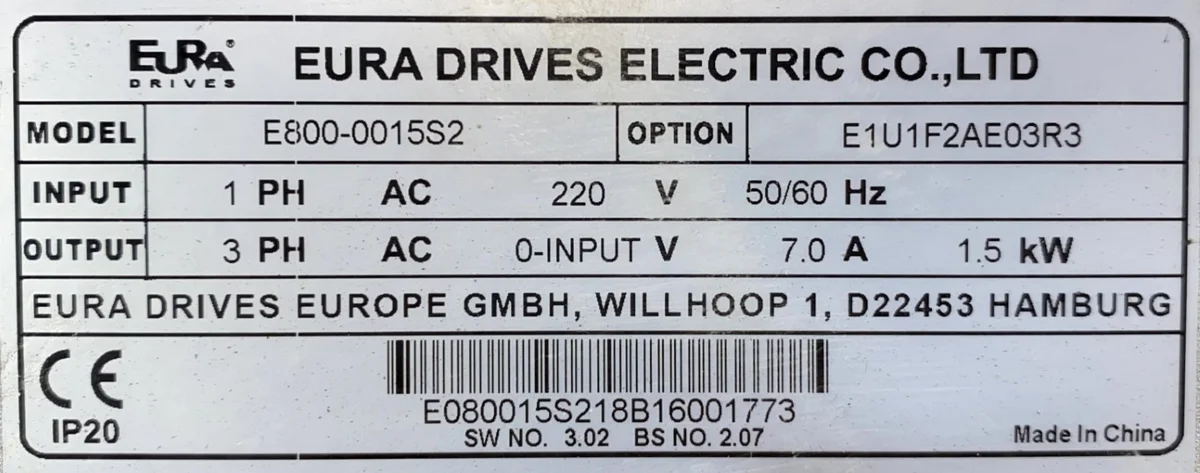 EURA® DRIVES EURA DRIVES ELECTRIC CO.,LTD
MODEL E800-0015S2 OPTION E1U1F2AE03R3
INPUT 1 PH AC 220 V 50/60 Hz
OUTPUT 3 PH AC 0-INPUT V 7.0 A 1.5 kW
EURA DRIVES EUROPE GMBH, WILLHOOP 1, D22453 HAMBURG
CE
E080015S218B16001773
IP20 SW NO. 3.02 BS NO. 2.07 Made In China